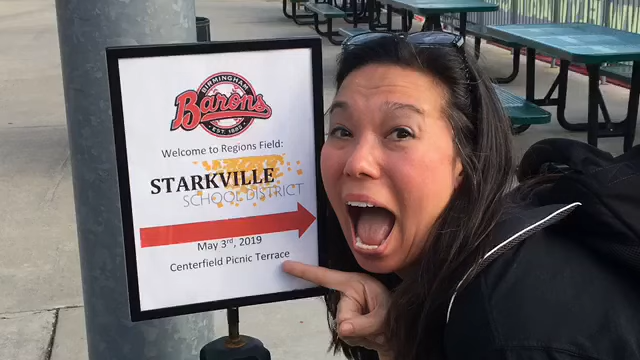 BIRMINGHAM
Barons
EST. 1885
Welcome to Regions Field:
STARKVILLE
SCHOOL DISTRICT
May 3rd, 2019
Centerfield Picnic Terrace